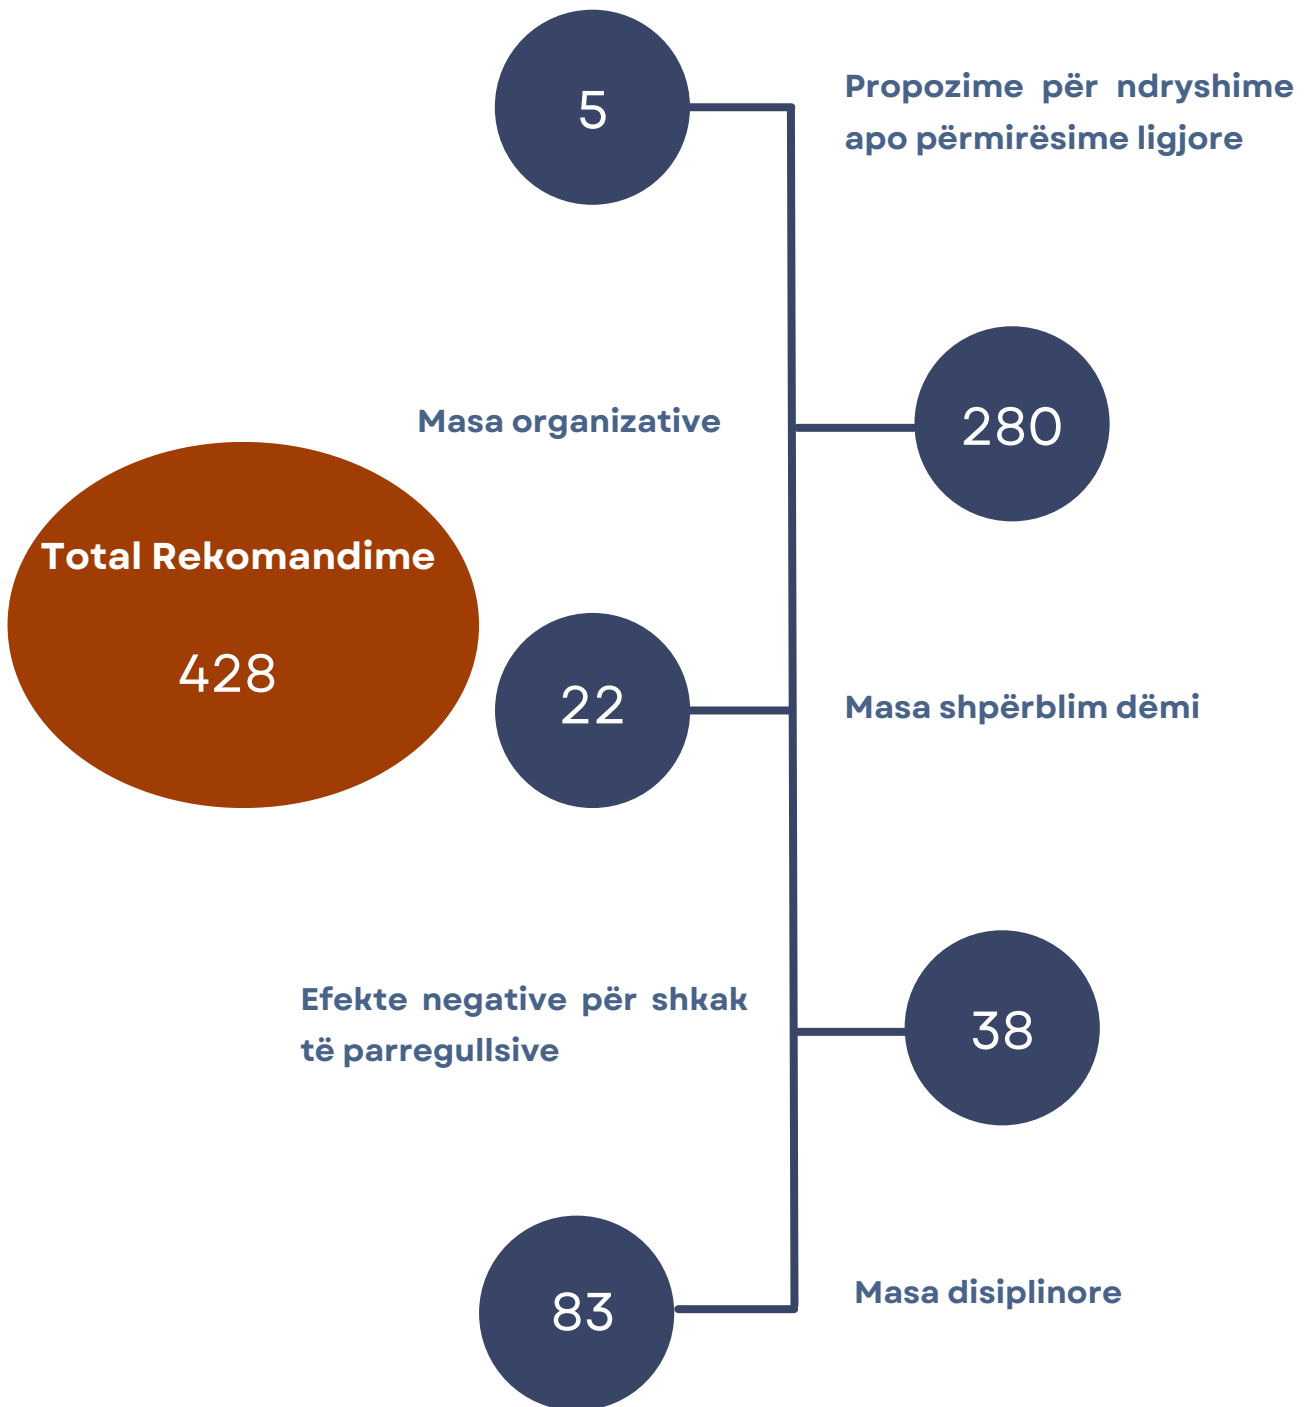 5
Propozime për ndryshime
apo përmirësime ligjore
Masa organizative
280
Total Rekomandime
428
22
Masa shpërblim dëmi
Efekte negative për shkak
të parregullsive
38
83
Masa disiplinore